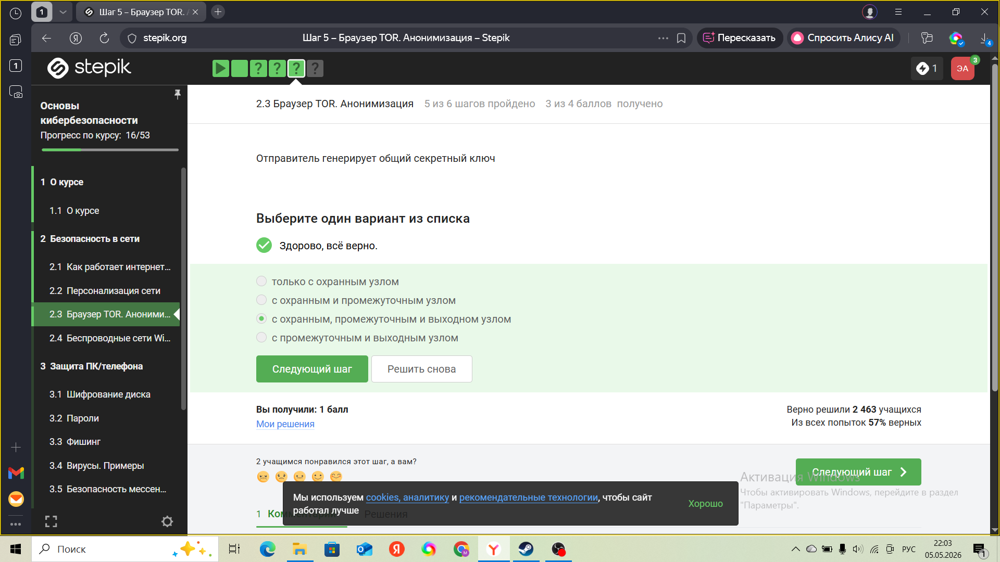 1
Шаг 5 – Браузер TOR. /
stepik.org
Шаг 5 – Браузер TOR. Анонимизация – Stepik
Пересказать
Спросить Алису AI
4
1
stepik
1
ЭА
3
Основы
кибербезопасности
Прогресс по курсу: 16/53
1 О курсе
1.1 О курсе
2 Безопасность в сети
2.1 Как работает интернет...
2.2 Персонализация сети
2.3 Браузер TOR. Аноними...
2.4 Беспроводные сети Wi...
3 Защита ПК/телефона
3.1 Шифрование диска
3.2 Пароли
3.3 Фишинг
3.4 Вирусы. Примеры
3.5 Безопасность мессен...
2.3 Браузер TOR. Анонимизация 5 из 6 шагов пройдено 3 из 4 баллов получено
Отправитель генерирует общий секретный ключ
Выберите один вариант из списка
Здорово, всё верно.
только с охранным узлом
с охранным и промежуточным узлом
с охранным, промежуточным и выходном узлом
с промежуточным и выходным узлом
Следующий шаг
Решить снова
Вы получили: 1 балл
Мои решения
Верно решили 2 463 учащихся
Из всех попыток 57% верных
2 учащимся понравился этот шаг, а вам?
Следующий шаг
Активация Windows
Чтобы активировать Windows, перейдите в раздел
"Параметры".
Мы используем cookies, аналитику и рекомендательные технологии, чтобы сайт
работал лучше
Хорошо
1 Комментарий
Решения
Поиск
РУС
22:03
05.05.2026
1